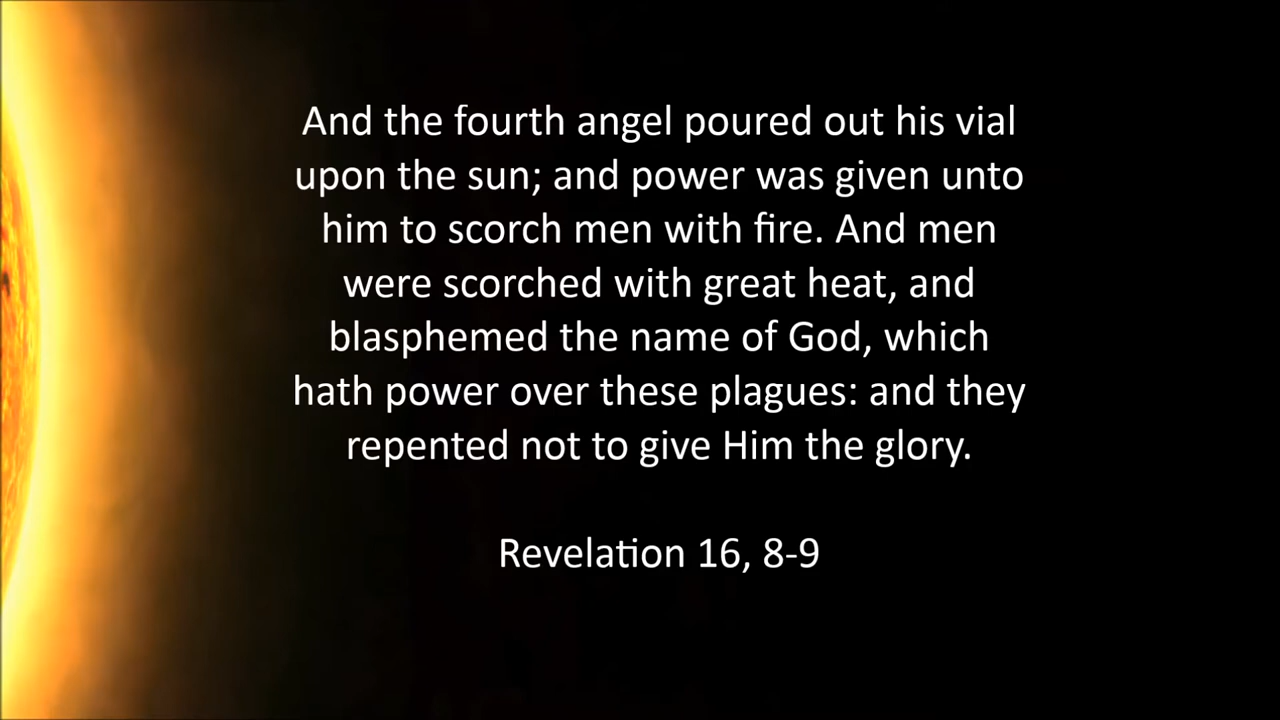 And the fourth angel poured out his vial
upon the sun; and power was given unto
him to scorch men with fire. And men
were scorched with great heat, and
blasphemed the name of God, which
hath power over these plagues: and they
repented not to give Him the glory.
Revelation 16, 8-9